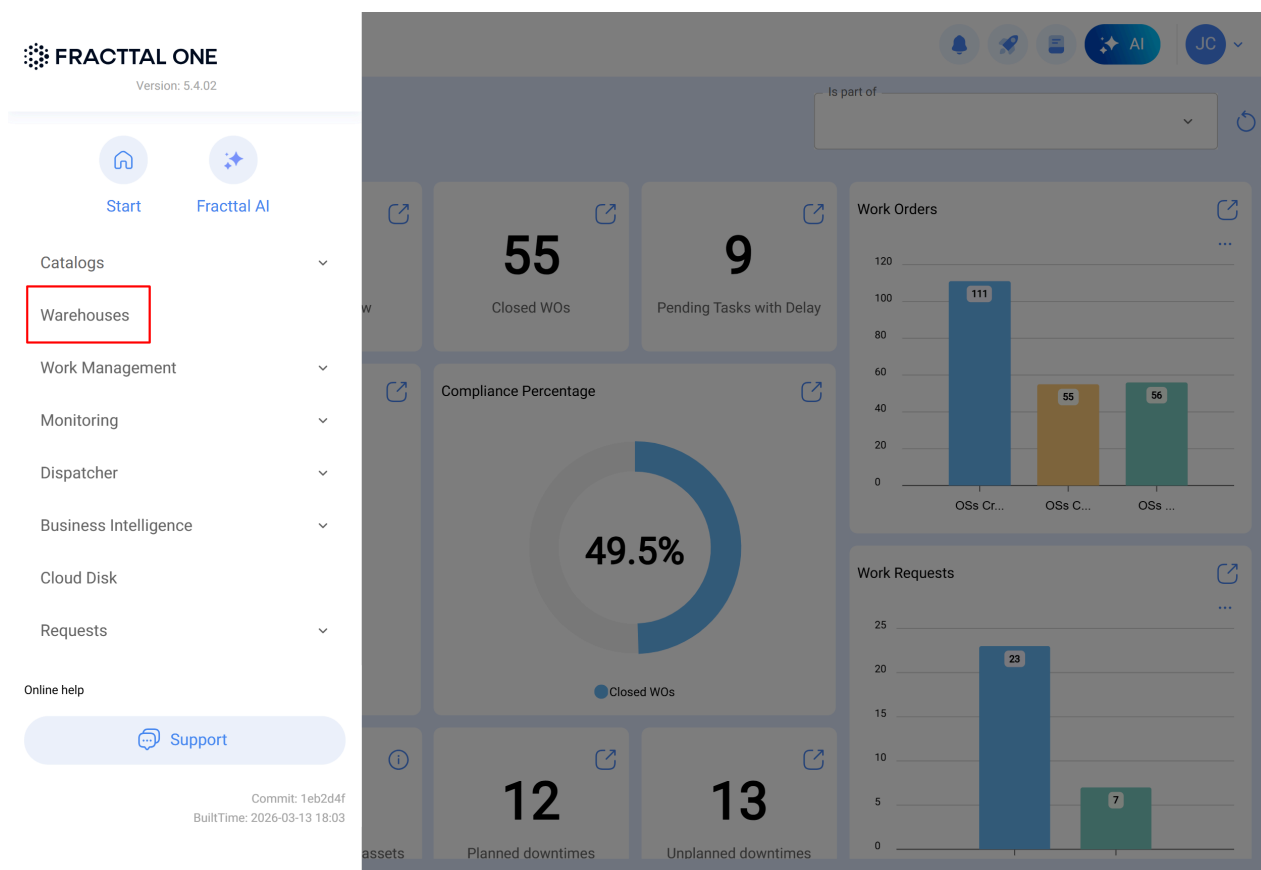 FRACTTAL ONE
Version: 5.4.02
Start
Fracttal AI
Catalogs
Warehouses
Work Management
Monitoring
Dispatcher
Business Intelligence
Cloud Disk
Requests
Online help
Support
Commit: 1eb2d4f
BuiltTime: 2026-03-13 18:03
AI
JC
Is part of
w
55
Closed WOs
9
Pending Tasks with Delay
Work Orders
...
120
100
80
60
40
20
0
111
55
56
OSs Cr...
OSs C...
OSs ...
Compliance Percentage
49.5%
Closed WOs
Work Requests
...
25
20
15
10
5
0
23
7
assets
12
Planned downtimes
13
Unplanned downtimes